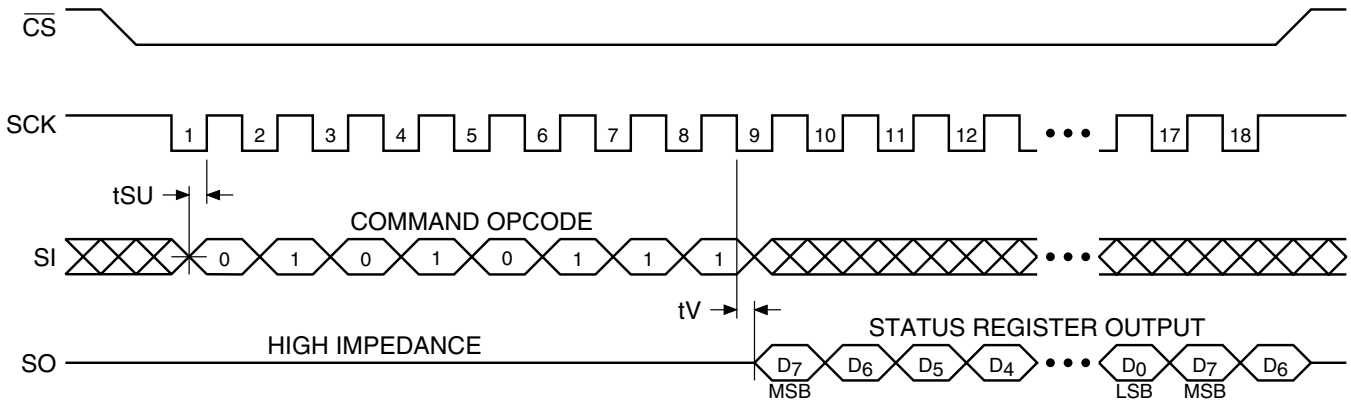 CS
SCK 1 2 3 4 5 6 7 8 9 10 11 12 ••• 17 18
tSU
COMMAND OPCODE
SI 0 1 0 1 0 1 1 1 •••
tV
HIGH IMPEDANCE
STATUS REGISTER OUTPUT
SO D7 D6 D5 D4 ••• D0 D7 D6
MSB LSB MSB